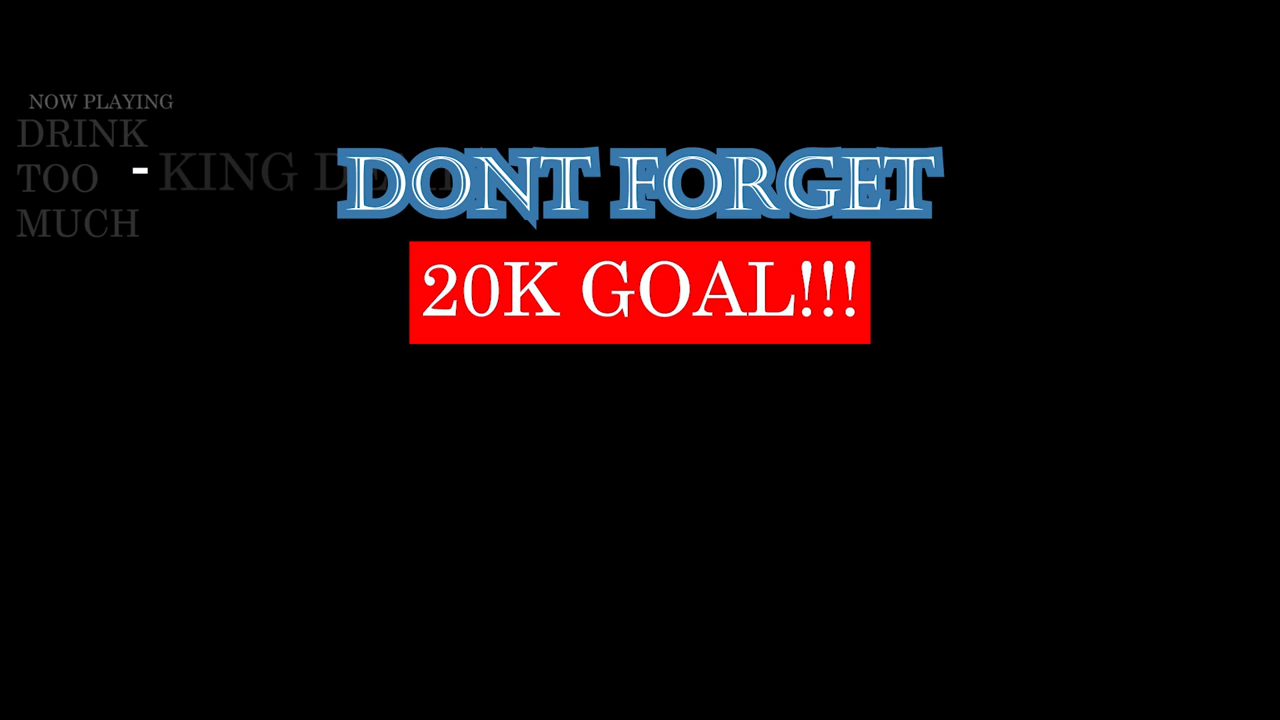 NOW PLAYING
DRINK
TOO
MUCH
- KING
DONT FORGET
20K GOAL!!!